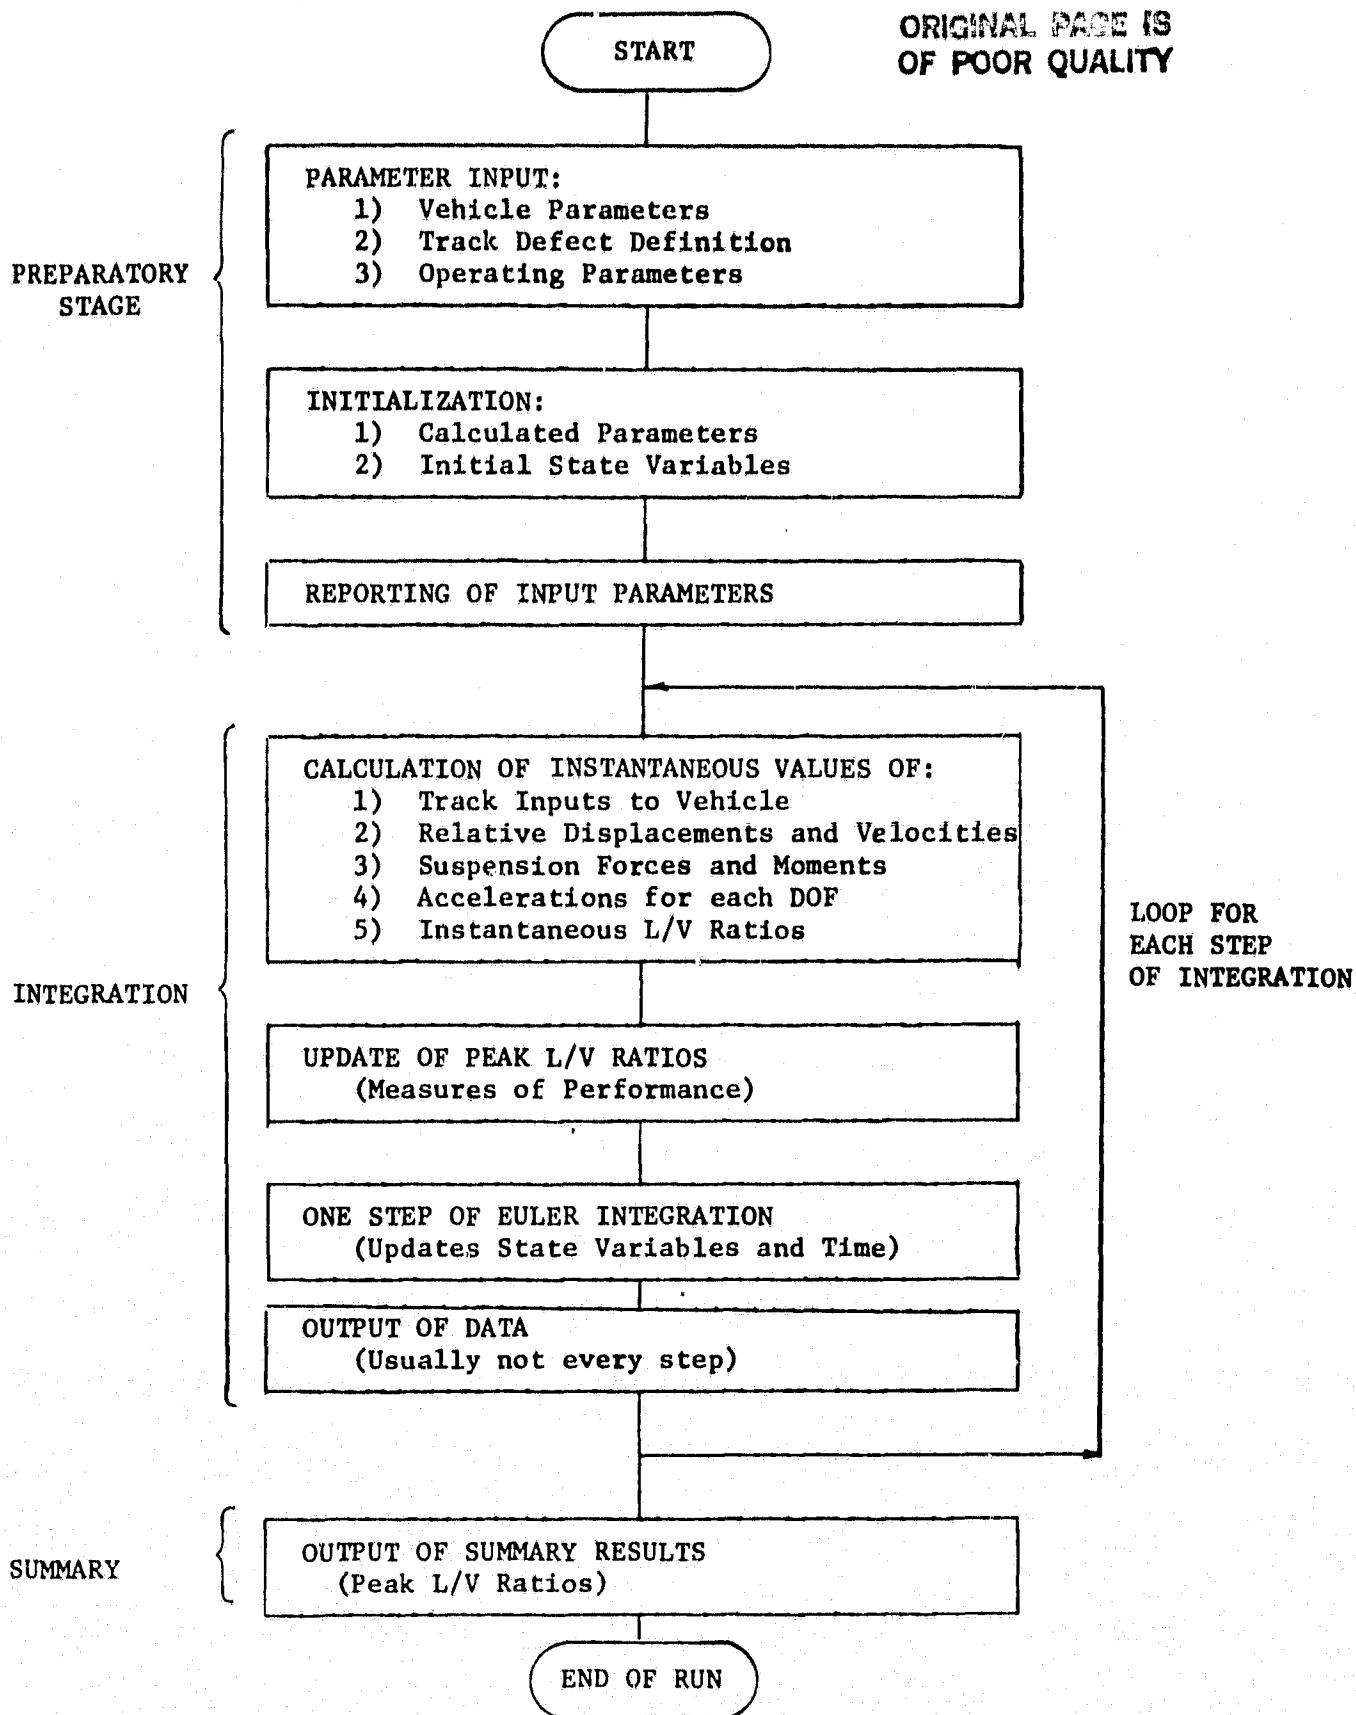 START
ORIGINAL PAGE IS
OF POOR QUALITY
PREPARATORY
STAGE
PARAMETER INPUT:
1) Vehicle Parameters
2) Track Defect Definition
3) Operating Parameters
INITIALIZATION:
1) Calculated Parameters
2) Initial State Variables
REPORTING OF INPUT PARAMETERS
INTEGRATION
CALCULATION OF INSTANTANEOUS VALUES OF:
1) Track Inputs to Vehicle
2) Relative Displacements and Velocities
3) Suspension Forces and Moments
4) Accelerations for each DOF
5) Instantaneous L/V Ratios
LOOP FOR
EACH STEP
OF INTEGRATION
UPDATE OF PEAK L/V RATIOS
(Measures of Performance)
ONE STEP OF EULER INTEGRATION
(Updates State Variables and Time)
OUTPUT OF DATA
(Usually not every step)
SUMMARY
OUTPUT OF SUMMARY RESULTS
(Peak L/V Ratios)
END OF RUN